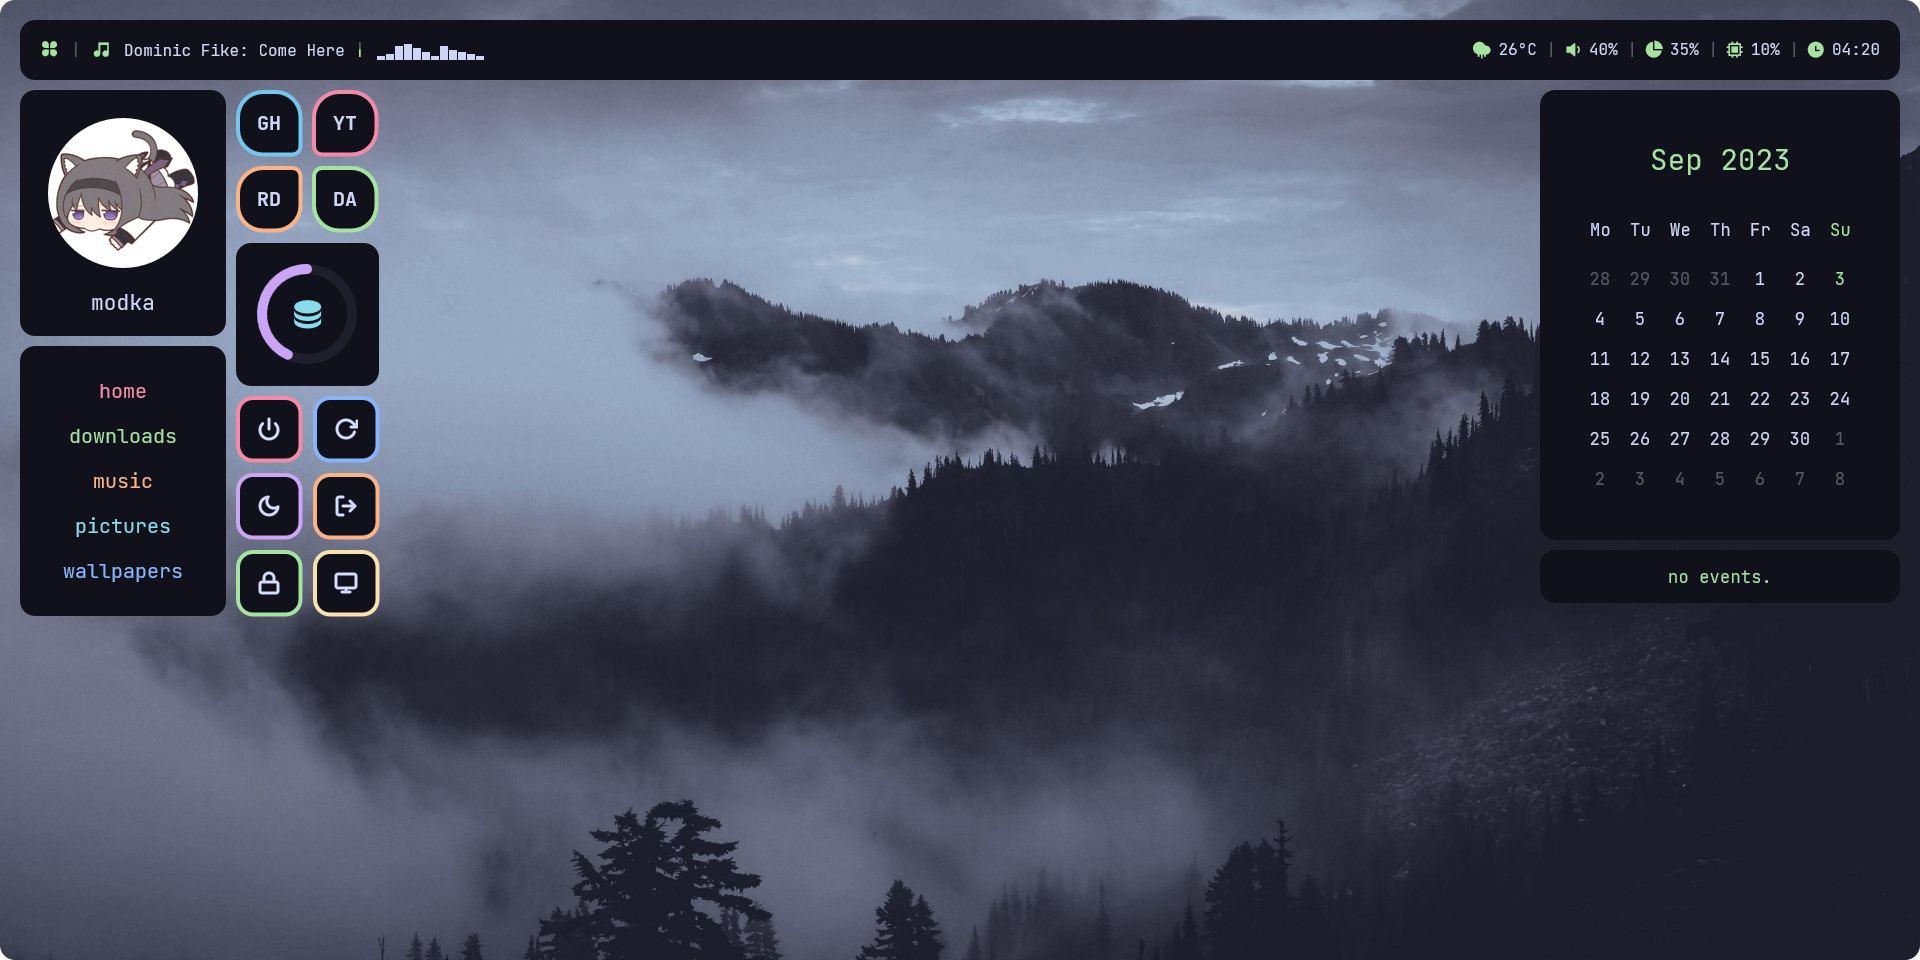 Dominic Fike: Come Here
26°C | 40% | 35% | 10% | 04:20
modka
home
downloads
music
pictures
wallpapers
GH YT
RD DA
Sep 2023
Mo Tu We Th Fr Sa Su
28 29 30 31 1 2 3
4 5 6 7 8 9 10
11 12 13 14 15 16 17
18 19 20 21 22 23 24
25 26 27 28 29 30 1
2 3 4 5 6 7 8
no events.